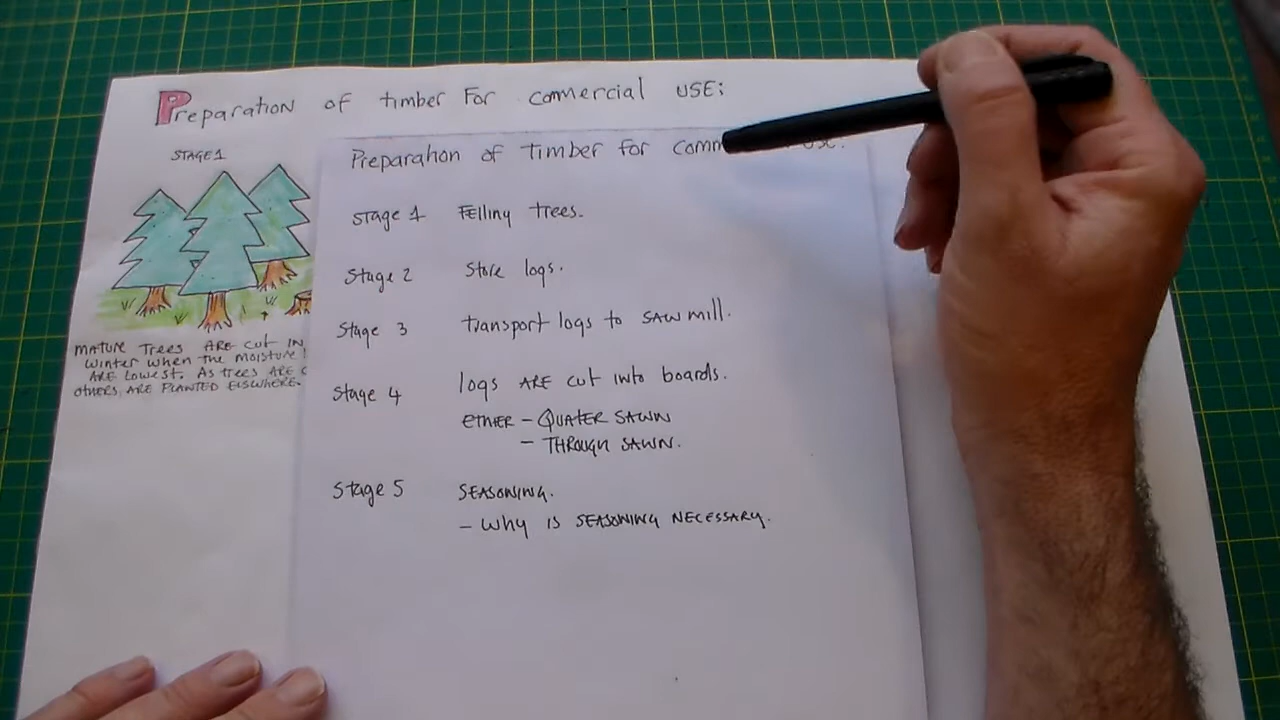 Preparation of timber For commercial USE:
STAGE 1
MATURE Trees ARE cut IN
Winter when the moisture
ARE LOWEST. As trees ARE
OTHERS ARE PLANTED ELSWHERE.
Preparation of timber for comm use.
Stage 1 FElling trees.
Stage 2 Store logs.
Stage 3 transport logs to SAW mill.
Stage 4 logs ARE cut into boards.
ETHER - QUATER SAWN
- THROUGH SAWN.
Stage 5 SEASONING.
- Why IS SEASONING NECESSARY.